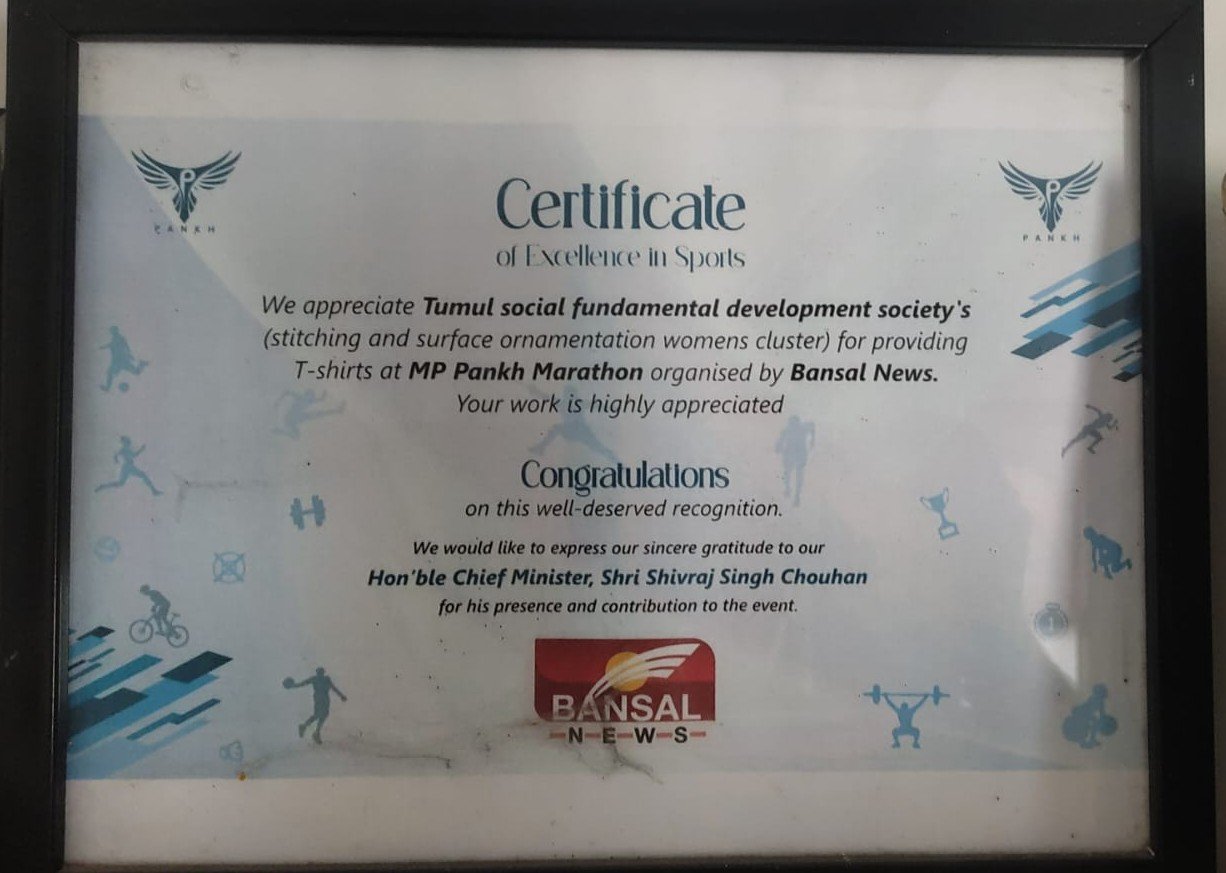 PANKH
PANKH
Certificate
of Excellence in Sports
We appreciate Tumul social fundamental development society's
(stitching and surface ornamentation womens cluster) for providing
T-shirts at MP Pankh Marathon organised by Bansal News.
Your work is highly appreciated
Congratulations
on this well-deserved recognition.
We would like to express our sincere gratitude to our
Hon'ble Chief Minister, Shri Shivraj Singh Chouhan
for his presence and contribution to the event.
BANSAL
NEWS